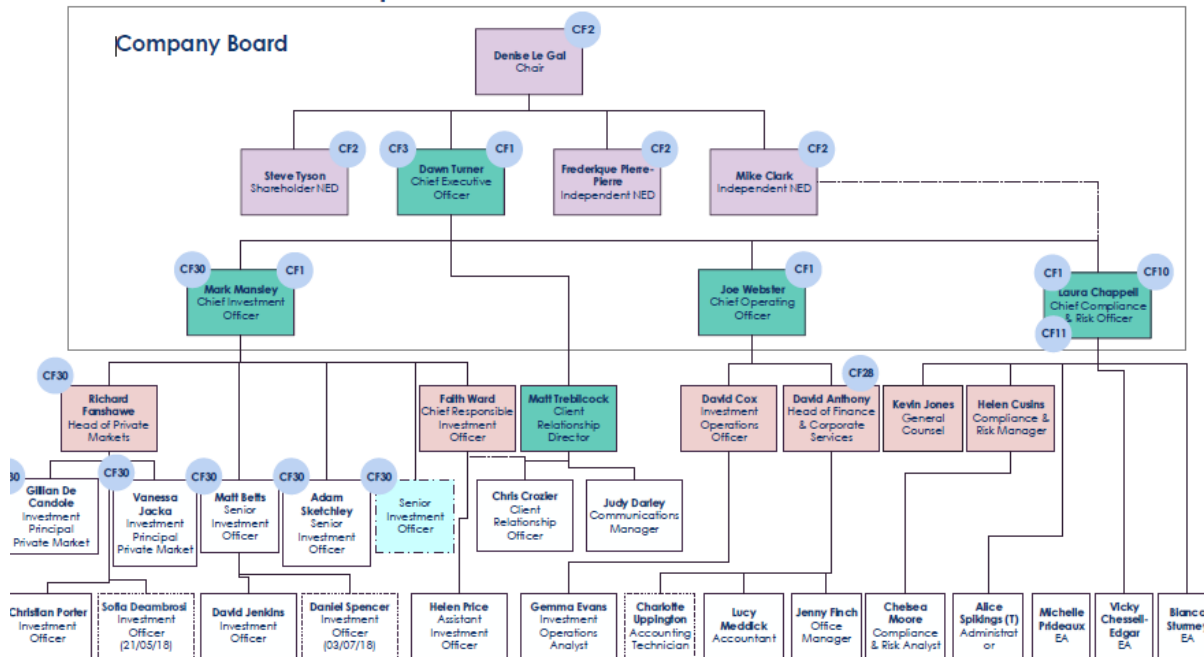 Company Board
CF2
Denise Le Gal
Chair
CF2
Steve Tyson
Shareholder NED
CF3
CF1
Dawn Turner
Chief Executive
Officer
CF2
Frederique Pierre-
Pierre
Independent NED
CF2
Mike Clark
Independent NED
CF30
CF1
Mark Mansley
Chief Investment
Officer
CF1
Joe Webster
Chief Operating
Officer
CF1
CF10
Laura Chappell
Chief Compliance
& Risk Officer
CF11
CF30
Richard
Fanshawe
Head of Private
Markets
Faith Ward
Chief Responsible
Investment
Officer
Matt Trebilcock
Client
Relationship
Director
David Cox
Investment
Operations
Officer
CF28
David Anthony
Head of Finance
& Corporate
Services
Kevin Jones
General
Counsel
Helen Cusins
Compliance &
Risk Manager
30
Gillian De
Candole
Investment
Principal
Private Market
CF30
Vanessa
Jacka
Investment
Principal
Private Market
CF30
Matt Betts
Senior
Investment
Officer
CF30
Adam
Sketchley
Senior
Investment
Officer
CF30
Senior
Investment
Officer
Chris Crozier
Client
Relationship
Officer
Judy Darley
Communications
Manager
Christian Porter
Investment
Officer
Sofia Deambrosi
Investment
Officer
(21/05/18)
David Jenkins
Investment
Officer
Daniel Spencer
Investment
Officer
(03/07/18)
Helen Price
Assistant
Investment
Officer
Gemma Evans
Investment
Operations
Analyst
Charlotte
Uppington
Accounting
Technician
Lucy
Meddick
Accountant
Jenny Finch
Office
Manager
Chelsea
Moore
Compliance
& Risk Analyst
Alice
Spikings (T)
Administrat
or
Michelle
Prideaux
EA
Vicky
Chessell-
Edgar
EA
Bianca
Sturmey
EA